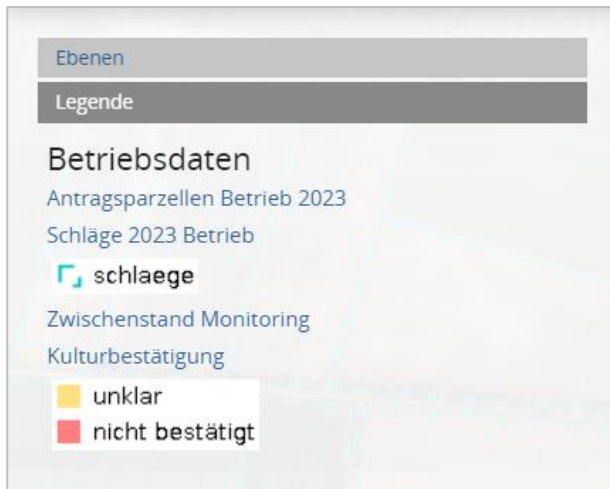 Ebenen
Legende
Betriebsdaten
Antragsparzellen Betrieb 2023
Schläge 2023 Betrieb
schlaege
Zwischenstand Monitoring
Kulturbestätigung
unklar
nicht bestätigt